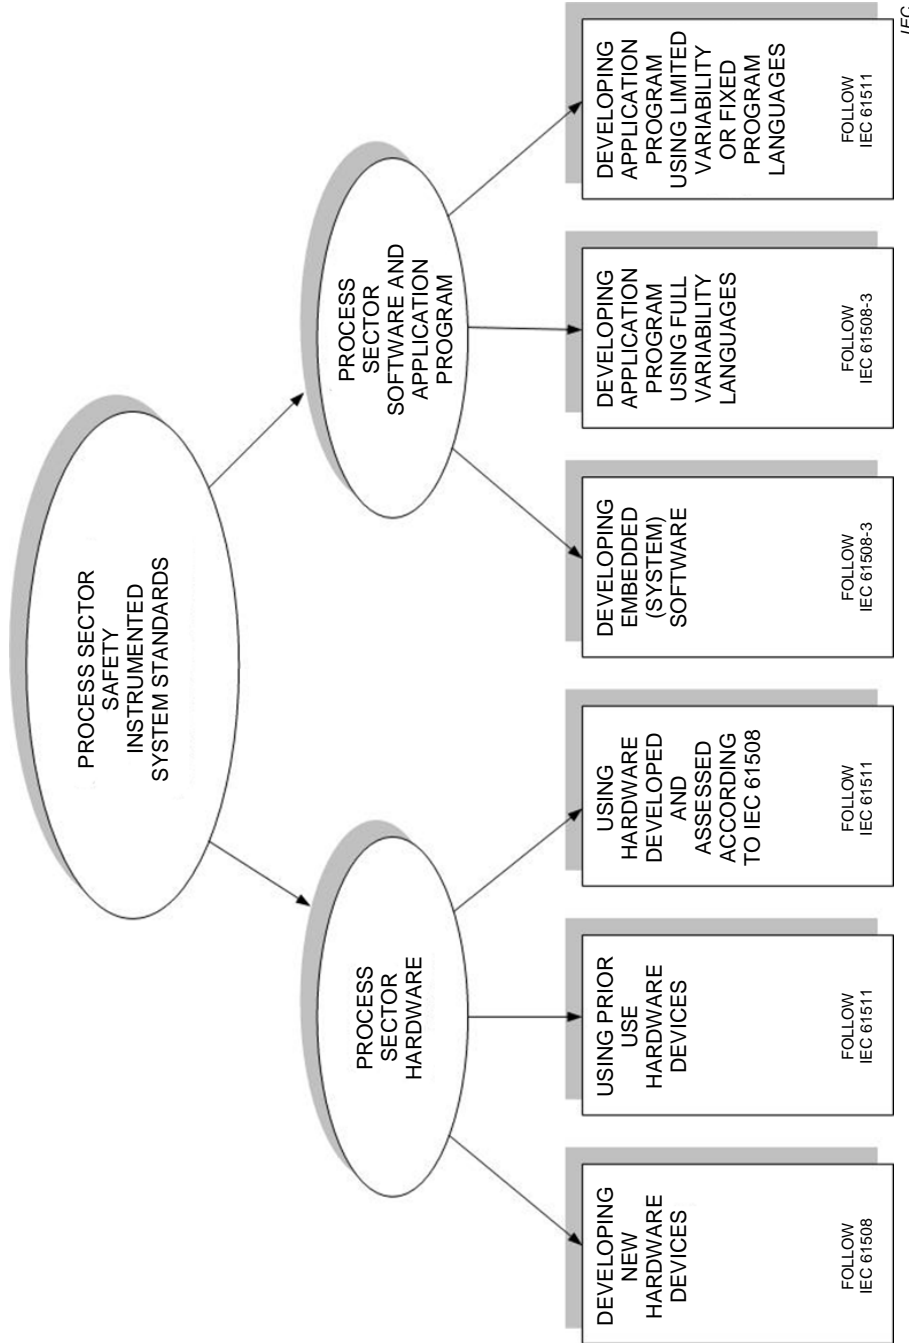 PROCESS SECTOR
SAFETY
INSTRUMENTED
SYSTEM STANDARDS
PROCESS
SECTOR
HARDWARE
PROCESS
SECTOR
SOFTWARE AND
APPLICATION
PROGRAM
DEVELOPING
NEW
HARDWARE
DEVICES
FOLLOW
IEC 61508
USING PRIOR
USE
HARDWARE
DEVICES
FOLLOW
IEC 61511
USING
HARDWARE
DEVELOPED
AND
ASSESSED
ACCORDING
TO IEC 61508
FOLLOW
IEC 61511
DEVELOPING
EMBEDDED
(SYSTEM)
SOFTWARE
FOLLOW
IEC 61508-3
DEVELOPING
APPLICATION
PROGRAM
USING FULL
VARIABILITY
LANGUAGES
FOLLOW
IEC 61508-3
DEVELOPING
APPLICATION
PROGRAM
USING LIMITED
VARIABILITY
OR FIXED
PROGRAM
LANGUAGES
FOLLOW
IEC 61511
IEC